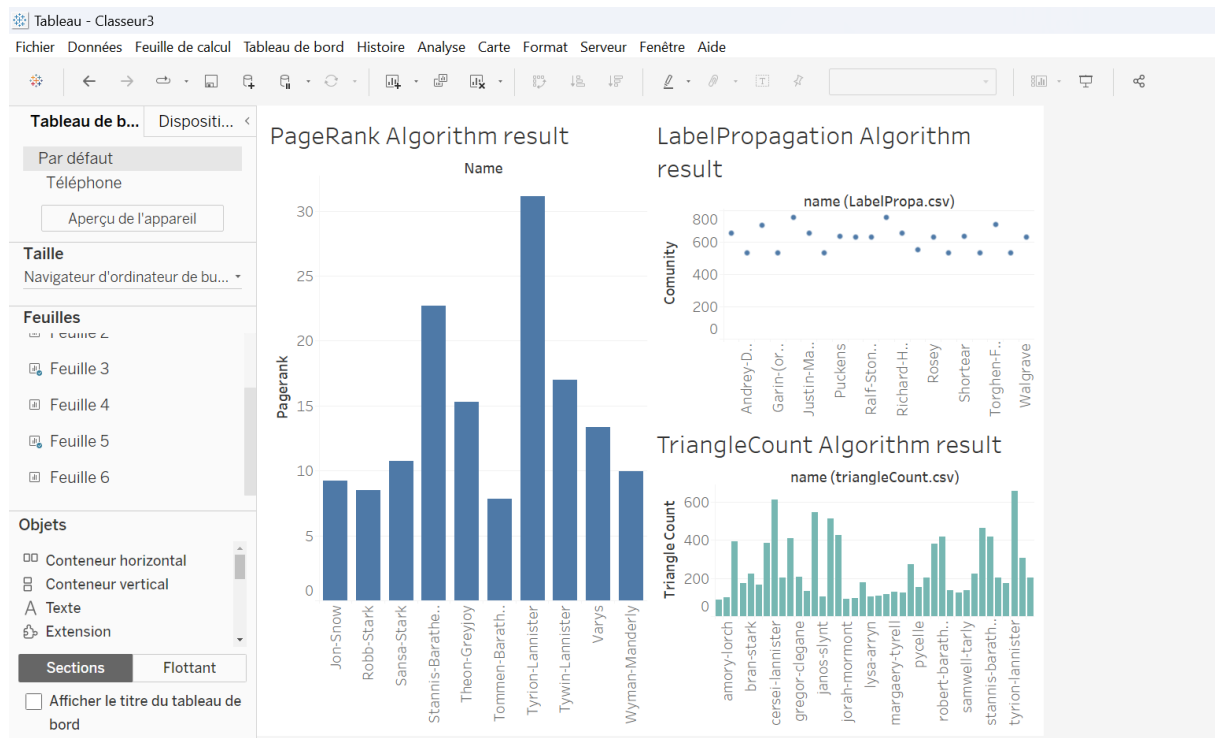 Tableau - Classeur3
Fichier Données Feuille de calcul Tableau de bord Histoire Analyse Carte Format Serveur Fenêtre Aide
Tableau de b... Dispositi...
Par défaut
Téléphone
Aperçu de l'appareil
Taille
Navigateur d'ordinateur de bu...
Feuilles
Feuille 2
Feuille 3
Feuille 4
Feuille 5
Feuille 6
Objets
Conteneur horizontal
Conteneur vertical
Texte
Extension
Sections Flottant
Afficher le titre du tableau de
bord
PageRank Algorithm result
Name
Pagerank
30
25
20
15
10
5
0
Jon-Snow
Robb-Stark
Sansa-Stark
Stannis-Barathe..
Theon-Greyjoy
Tommen-Barath..
Tyrion-Lannister
Tywin-Lannister
Varys
Wyman-Manderly
LabelPropagation Algorithm
result
name (LabelPropa.csv)
Comunity
800
600
400
200
0
Andrey-D..
Garin-(or..
Justin-Ma..
Puckens
Ralf-Ston..
Richard-H..
Rosey
Shortear
Torghen-F..
Walgrave
TriangleCount Algorithm result
name (triangleCount.csv)
Triangle Count
600
400
200
0
amory-lorch
bran-stark
cersei-lannister
gregor-clegane
janos-slynt
jorah-mormont
lysa-arryn
margaery-tyrell
pycelle
robert-barath..
samwell-tarly
stannis-barath..
tyrion-lannister